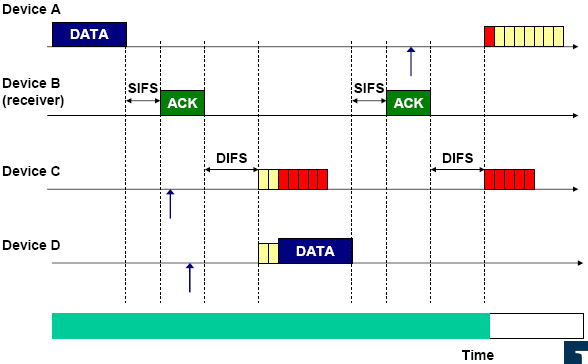 Device A
DATA
Device B
(receiver)
SIFS
ACK
SIFS
ACK
Device C
DIFS
DIFS
Device D
DATA
Time